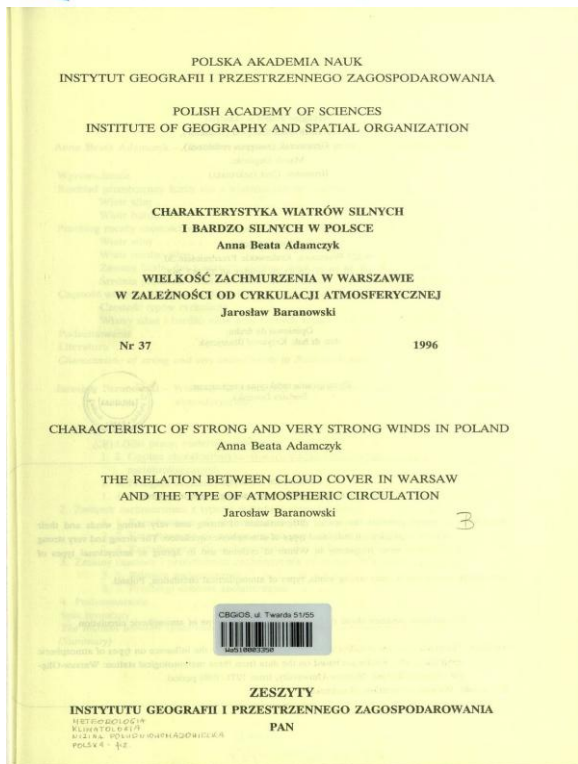 POLSKA AKADEMIA NAUK
INSTYTUT GEOGRAFII I PRZESTRZENNEGO ZAGOSPODAROWANIA
POLISH ACADEMY OF SCIENCES
INSTITUTE OF GEOGRAPHY AND SPATIAL ORGANIZATION
CHARAKTERYSTYKA WIATRÓW SILNYCH
I BARDZO SILNYCH W POLSCE
Anna Beata Adamczyk
WIELKOŚĆ ZACHMURZENIA W WARSZAWIE
W ZALEŻNOŚCI OD CYRKULACJI ATMOSFERYCZNEJ
Jarosław Baranowski
Nr 37 1996
CHARACTERISTIC OF STRONG AND VERY STRONG WINDS IN POLAND
Anna Beata Adamczyk
THE RELATION BETWEEN CLOUD COVER IN WARSAW
AND THE TYPE OF ATMOSPHERIC CIRCULATION
Jarosław Baranowski
3
CBGiOŚ, ul. Twarda 51/55
Wa510003350
ZESZYTY
INSTYTUTU GEOGRAFII I PRZESTRZENNEGO ZAGOSPODAROWANIA
PAN
METEOROLOGIA
KLIMATOLOGIA